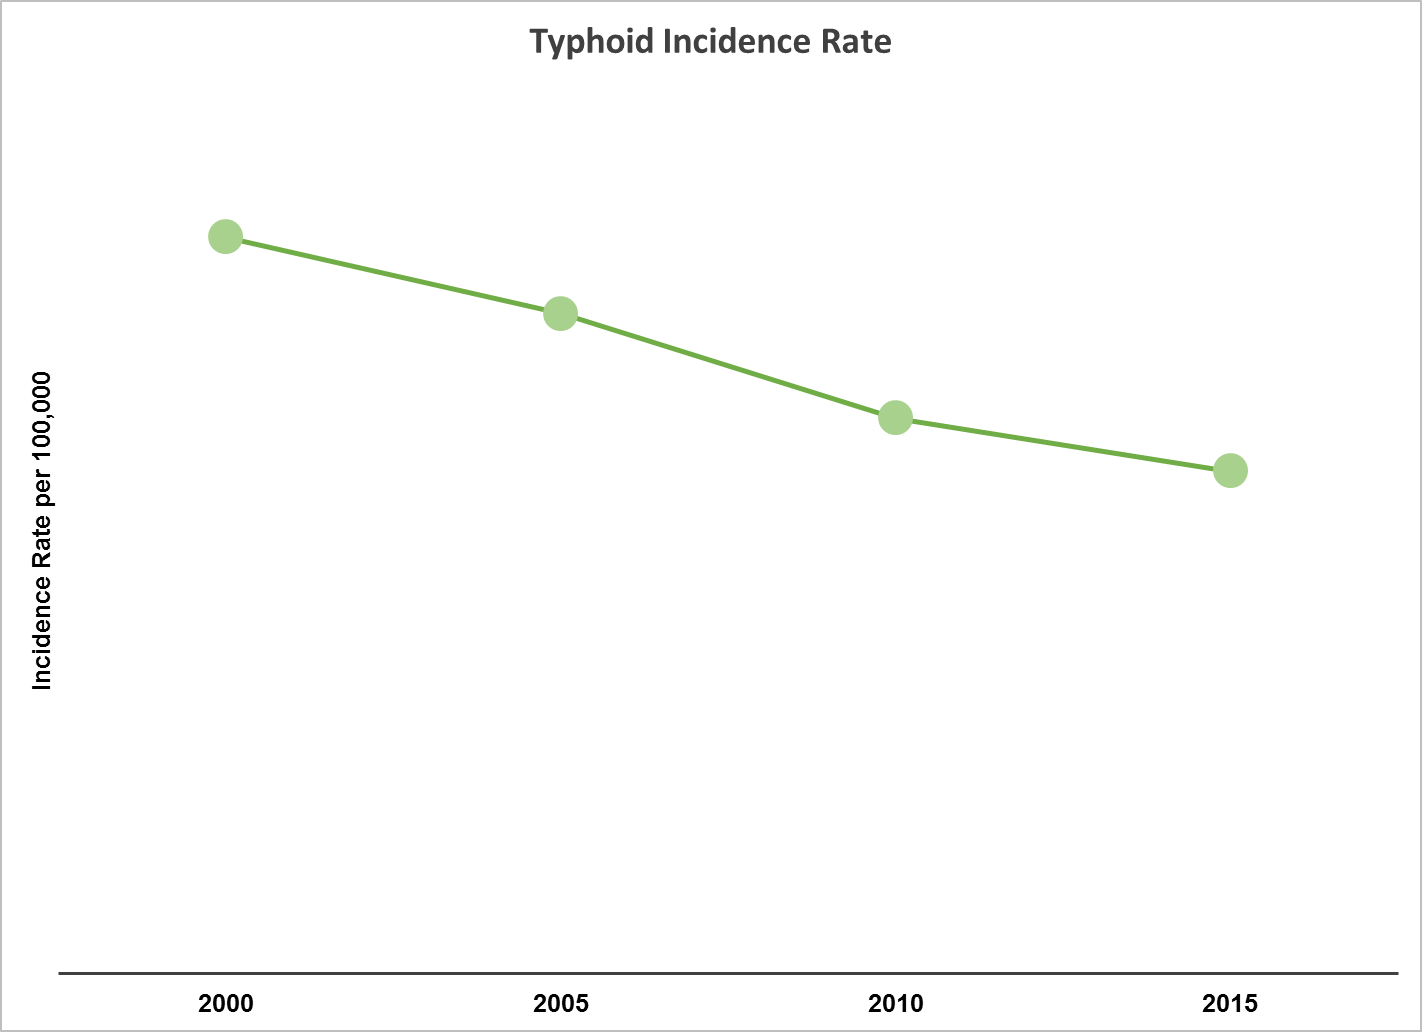 Typhoid Incidence Rate
Incidence Rate per 100,000
2000 2005 2010 2015